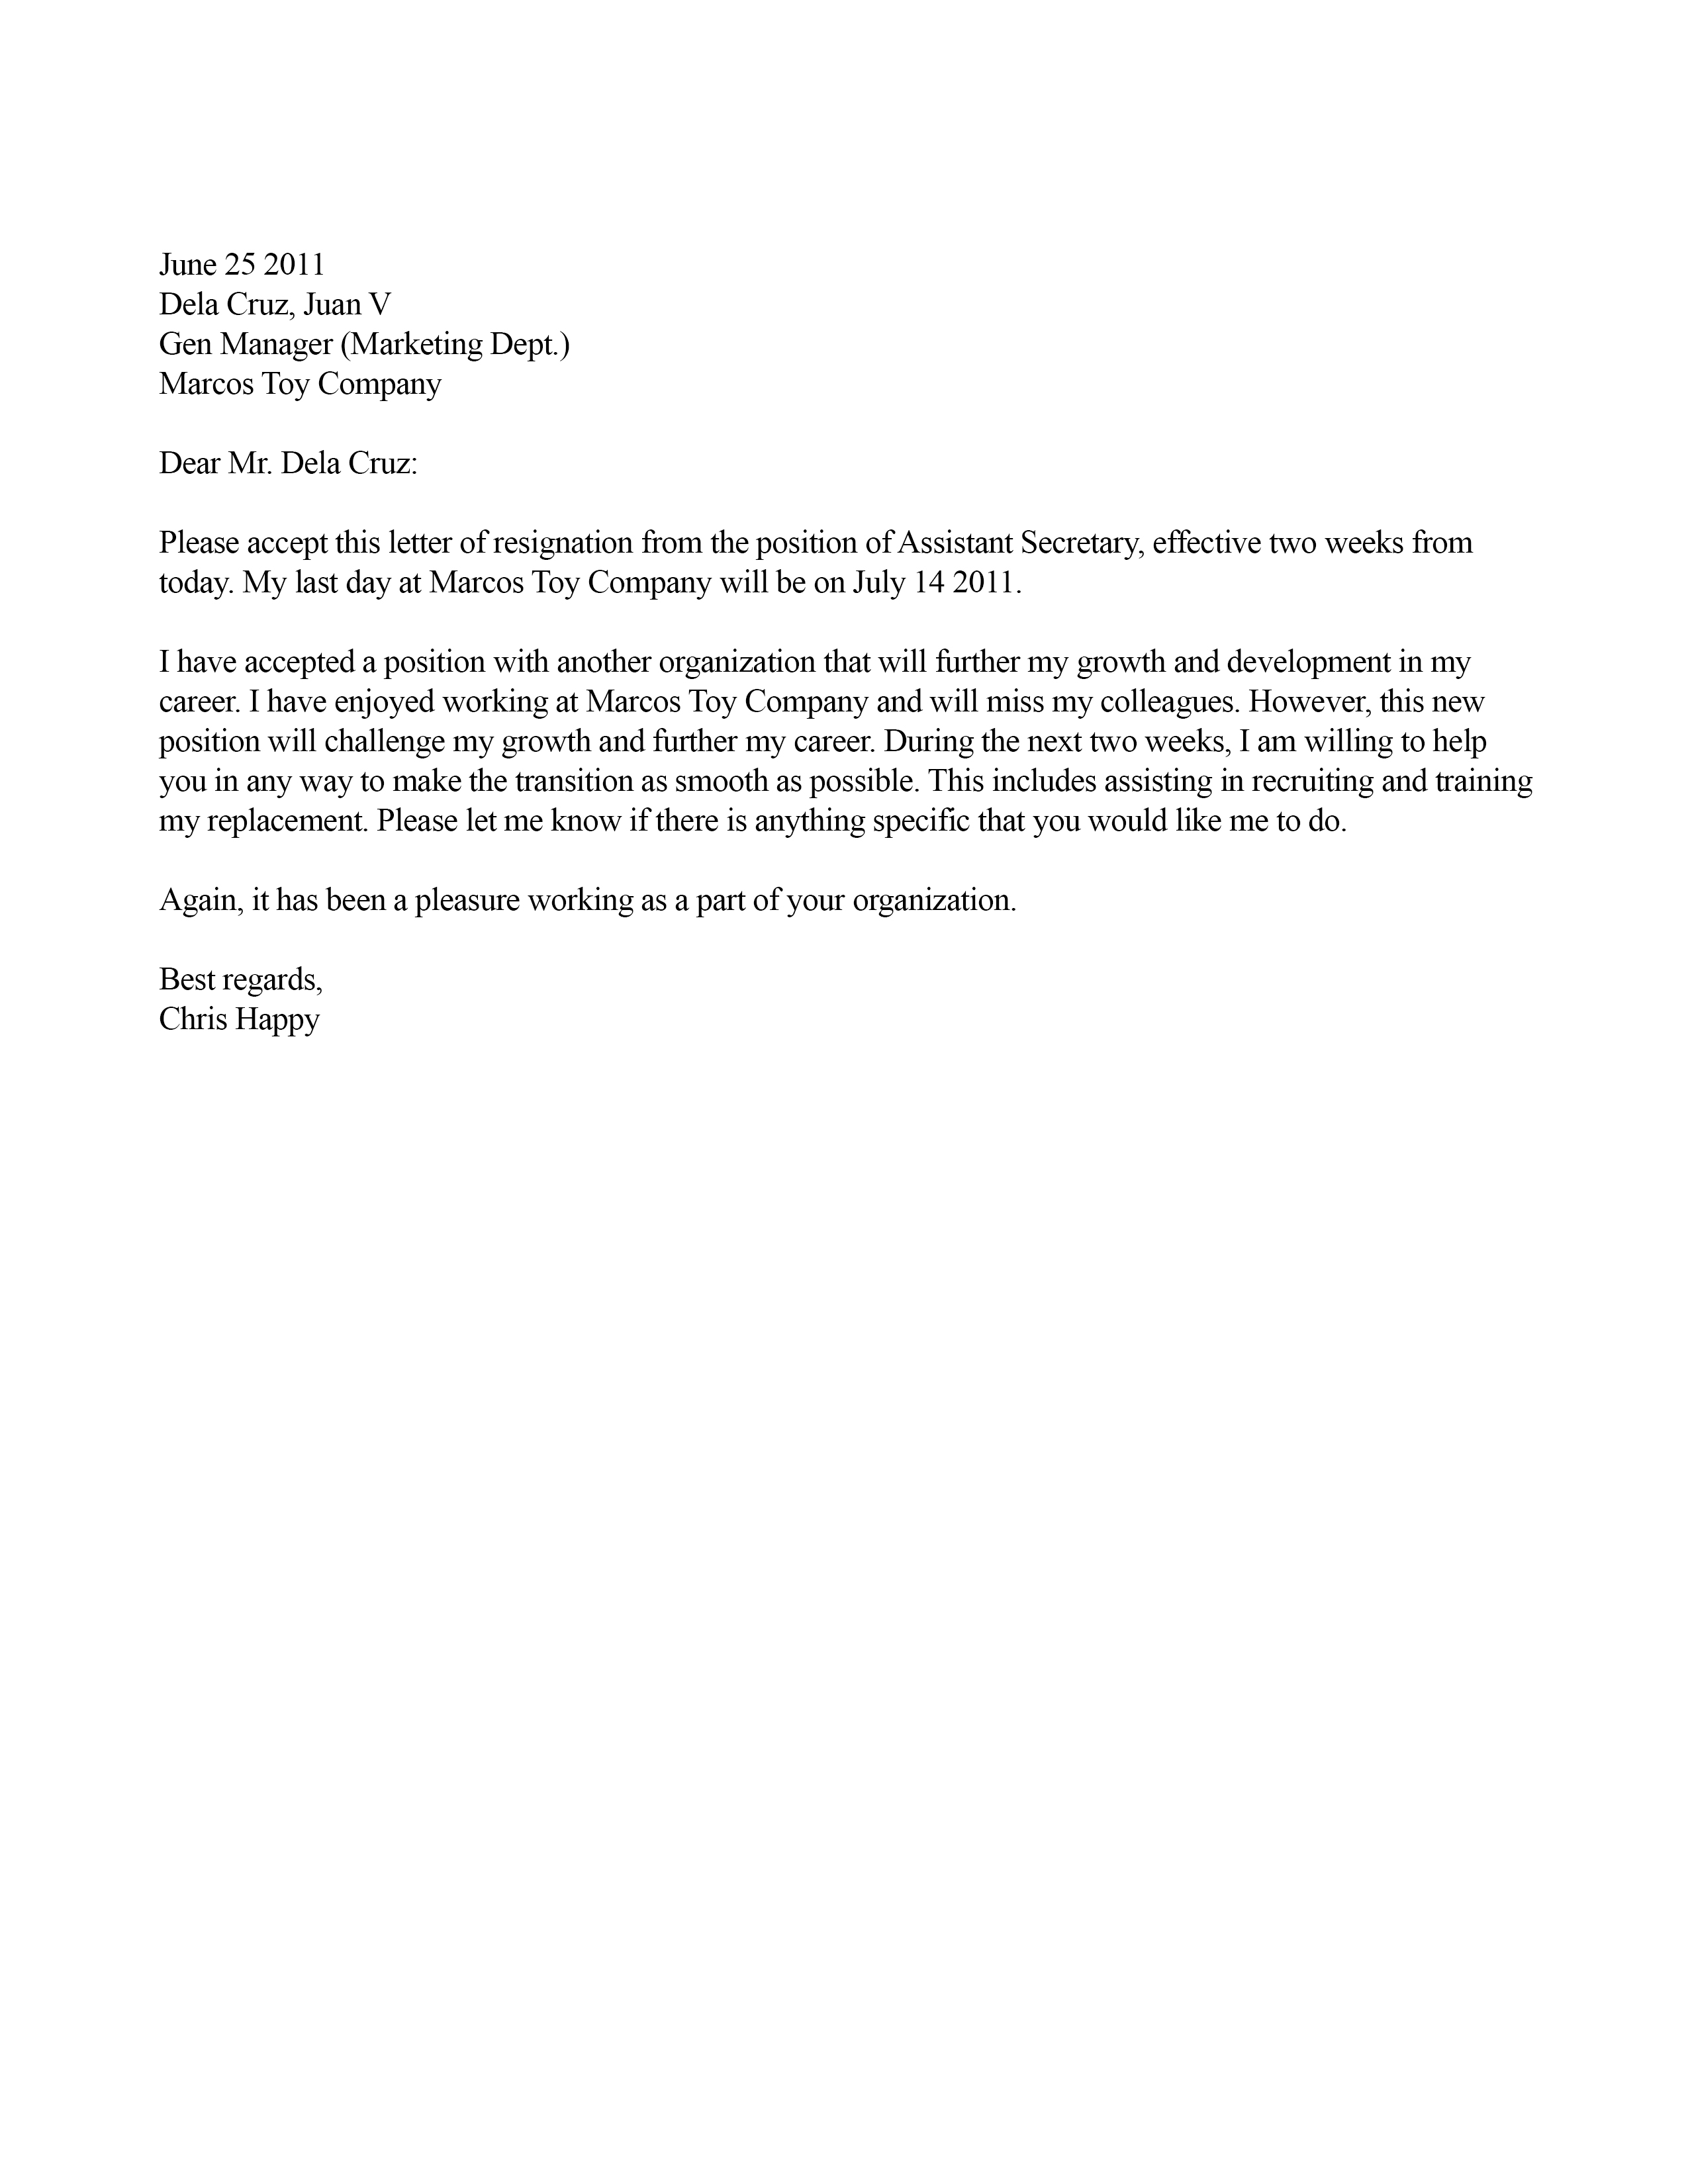 June 25 2011
Dela Cruz, Juan V
Gen Manager (Marketing Dept.)
Marcos Toy Company
Dear Mr. Dela Cruz:
Please accept this letter of resignation from the position of Assistant Secretary, effective two weeks from
today. My last day at Marcos Toy Company will be on July 14 2011.
I have accepted a position with another organization that will further my growth and development in my
career. I have enjoyed working at Marcos Toy Company and will miss my colleagues. However, this new
position will challenge my growth and further my career. During the next two weeks, I am willing to help
you in any way to make the transition as smooth as possible. This includes assisting in recruiting and training
my replacement. Please let me know if there is anything specific that you would like me to do.
Again, it has been a pleasure working as a part of your organization.
Best regards,
Chris Happy